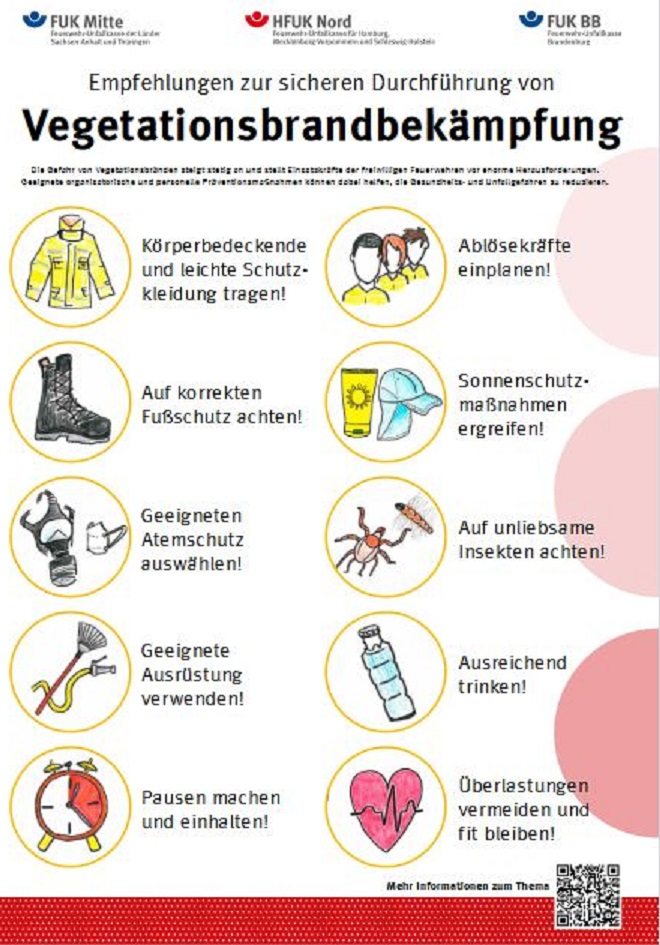 FUK Mitte
Feuerwehr-Unfallkassen der Länder
Sachsen-Anhalt und Thüringen
HFUK Nord
Feuerwehr-Unfallkasse für Hamburg,
Mecklenburg-Vorpommern und Schleswig-Holstein
FUK BB
Feuerwehr-Unfallkasse
Brandenburg
Empfehlungen zur sicheren Durchführung von
Vegetationsbrandbekämpfung
Die Gefahr von Vegetationsbränden steigt stetig an und stellt Einsatzkräfte der Freiwilligen Feuerwehren vor enorme Herausforderungen.
Geeignete organisatorische und personelle Präventionsmaßnahmen können dabei helfen, die Gesundheits- und Unfallgefahren zu reduzieren.
Körperbedeckende
und leichte Schutz-
kleidung tragen!
Ablösekräfte
einplanen!
Auf korrekten
Fußschutz achten!
Sonnenschutz-
maßnahmen
ergreifen!
Geeigneten
Atemschutz
auswählen!
Auf unliebsame
Insekten achten!
Geeignete
Ausrüstung
verwenden!
Ausreichend
trinken!
Pausen machen
und einhalten!
Überlastungen
vermeiden und
fit bleiben!
Mehr Informationen zum Thema